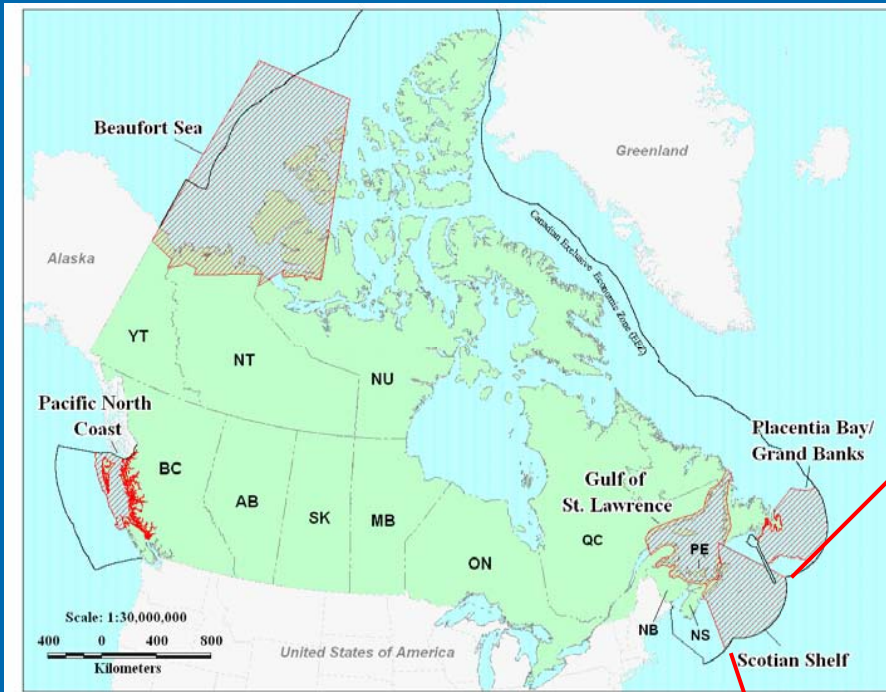 Beaufort Sea
Greenland
Alaska
Canadian Exclusive Economic Zone (EEZ)
YT
NT
NU
Pacific North
Coast
BC
AB
SK
MB
ON
QC
Placentia Bay/
Grand Banks
Gulf of
St. Lawrence
PE
NB
NS
Scotian Shelf
Scale: 1:30,000,000
400 0 400 800
Kilometers
United States of America